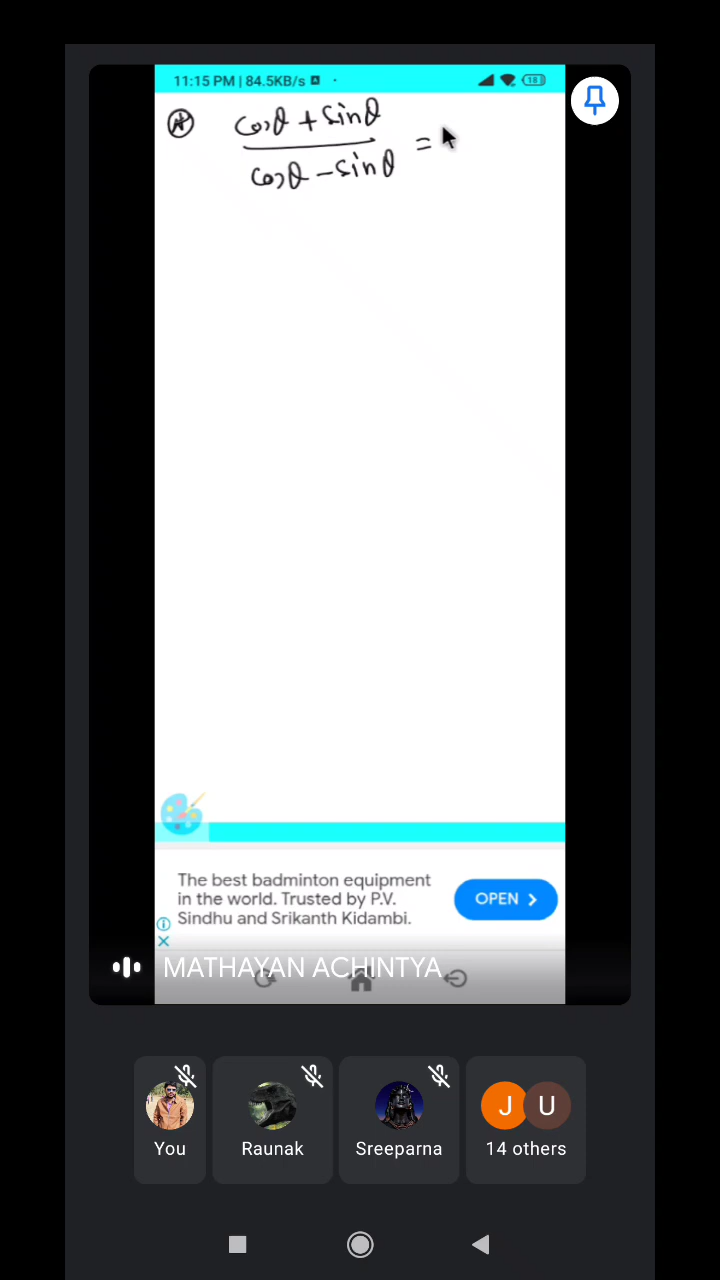 11:15 PM | 84.5KB/s
18
cosθ + sinθ
cosθ - sinθ
=
The best badminton equipment
in the world. Trusted by P.V.
Sindhu and Srikanth Kidambi.
OPEN
MATHAYAN ACHINTYA
J U
You Raunak Sreeparna 14 others